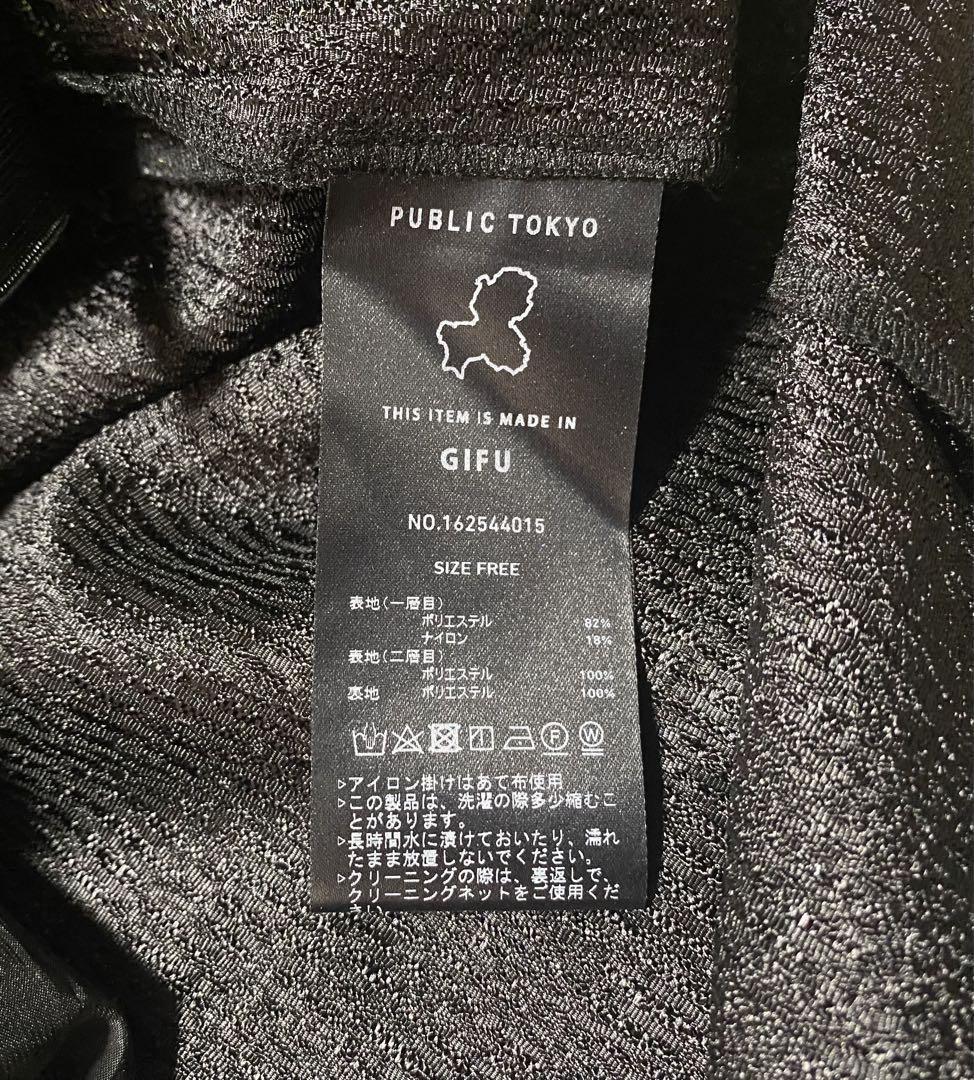 PUBLIC TOKYO
THIS ITEM IS MADE IN
GIFU
NO.162544015
SIZE FREE
表地(一層目)
ポリエステル 82%
ナイロン 18%
表地(二層目)
ポリエステル 100%
裏地 ポリエステル 100%
F W
▷アイロン掛けはあて布使用
▷この製品は、洗濯の際多少縮むこ
とがあります。
▷長時間水に漬けておいたり、濡れ
たまま放置しないでください。
▷クリーニングの際は、裏返しで、
クリーニングネットをご使用くだ
さい。